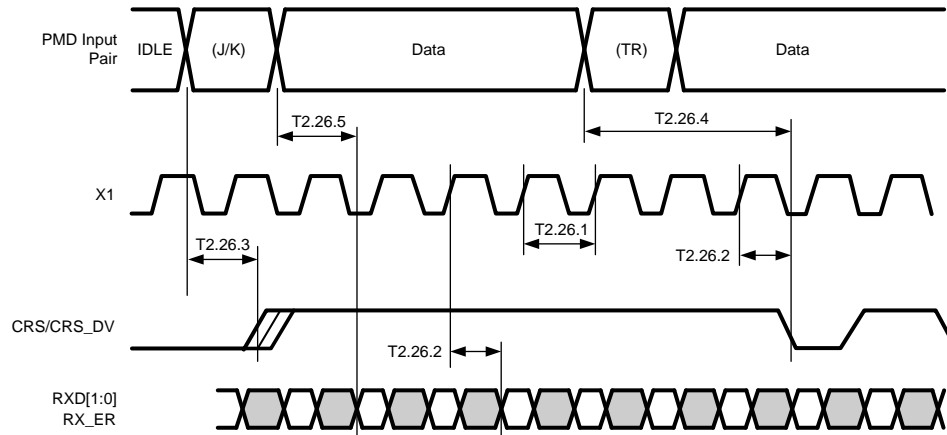 PMD Input
Pair
IDLE
(J/K)
Data
(TR)
Data
T2.26.5
T2.26.4
X1
T2.26.3
T2.26.1
T2.26.2
CRS/CRS_DV
T2.26.2
RXD[1:0]
RX_ER